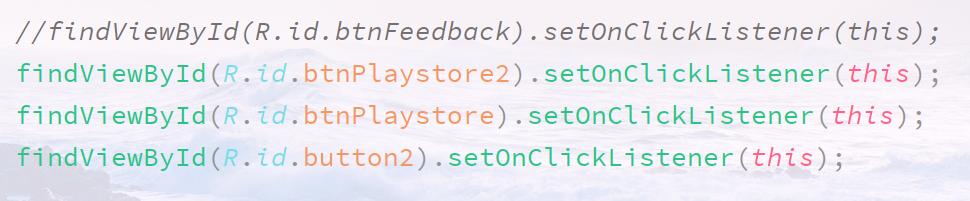 //findViewById(R.id.btnFeedback).setOnClickListener(this);
findViewById(R.id.btnPlaystore2).setOnClickListener(this);
findViewById(R.id.btnPlaystore).setOnClickListener(this);
findViewById(R.id.button2).setOnClickListener(this);